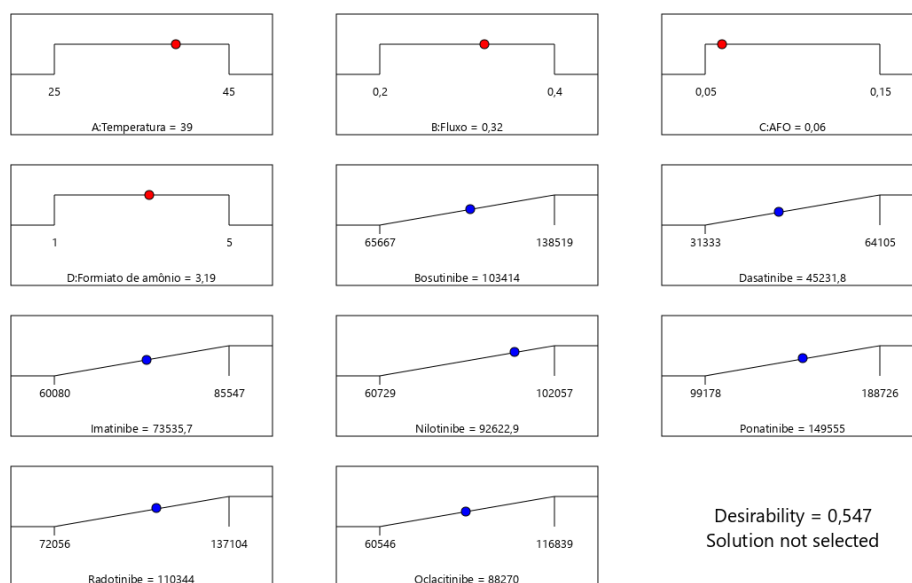 25 45
A:Temperatura = 39
0,2 0,4
B:Fluxo = 0,32
0,05 0,15
C:AFO = 0,06
1 5
D:Formiato de amônio = 3,19
65667 138519
Bosutinibe = 103414
31333 64105
Dasatinibe = 45231,8
60080 85547
Imatinibe = 73535,7
60729 102057
Nilotinibe = 92622,9
99178 188726
Ponatinibe = 149555
72056 137104
Radotinibe = 110344
60546 116839
Oclacitinibe = 88270
Desirability = 0,547
Solution not selected